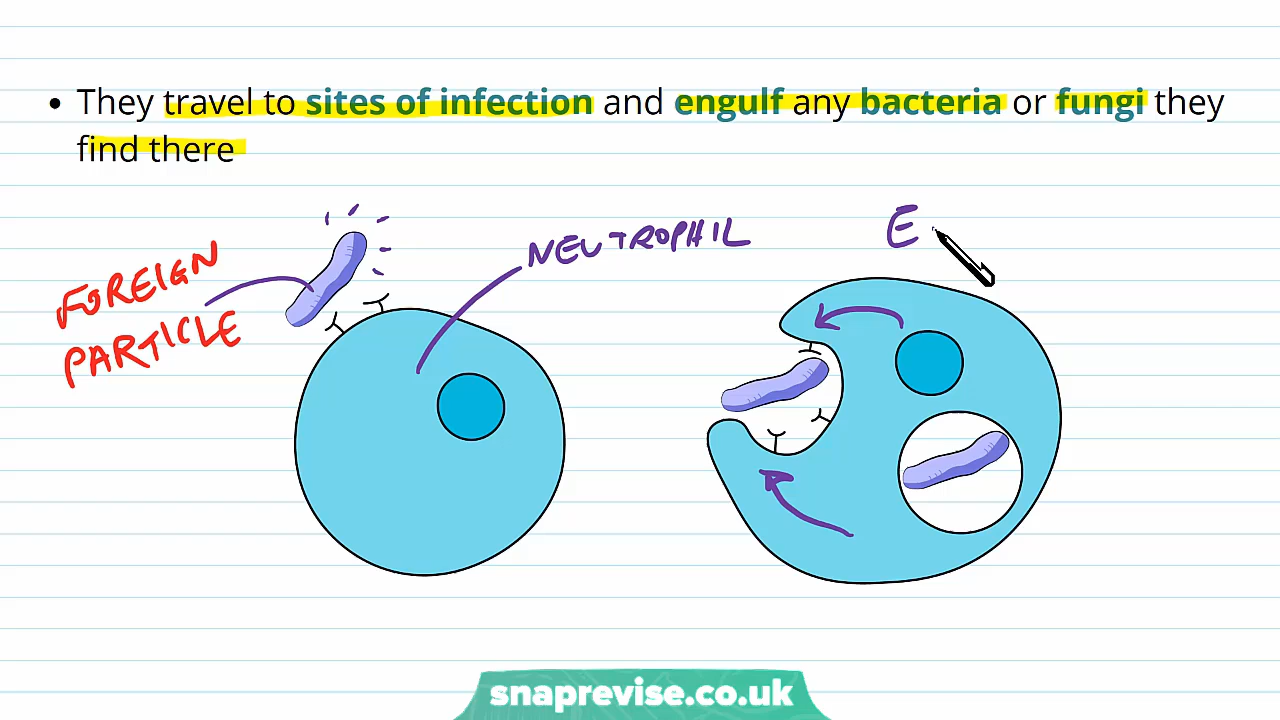 • They travel to sites of infection and engulf any bacteria or fungi they
find there
FOREIGN
PARTICLE
NEUTROPHIL
E
snaprevise.co.uk